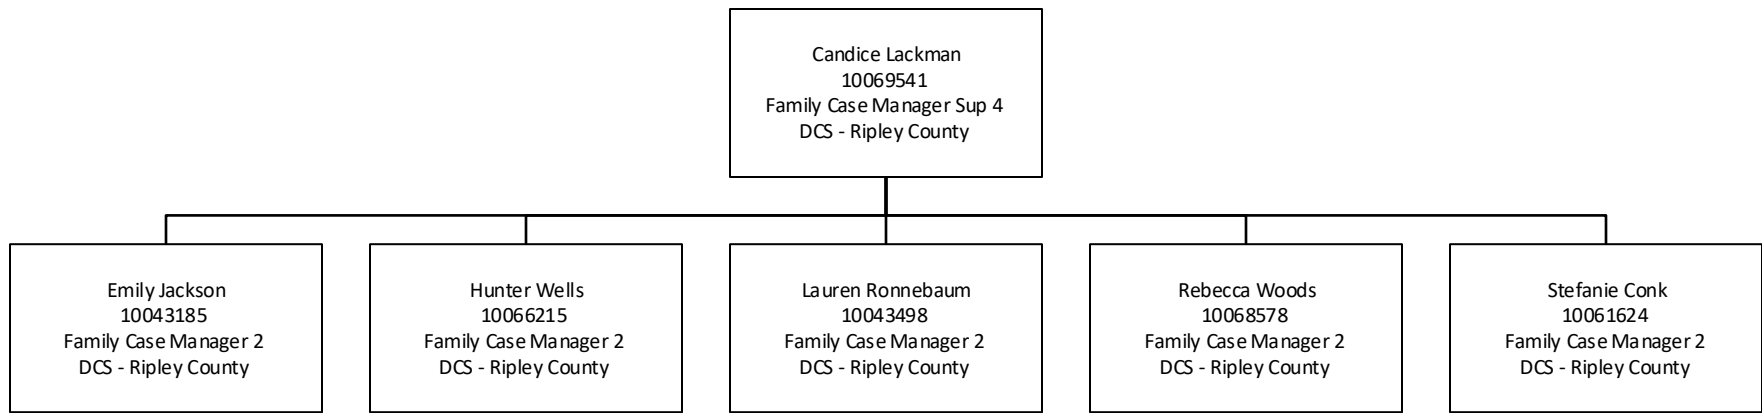 Candice Lackman
10069541
Family Case Manager Sup 4
DCS - Ripley County
Emily Jackson
10043185
Family Case Manager 2
DCS - Ripley County
Hunter Wells
10066215
Family Case Manager 2
DCS - Ripley County
Lauren Ronnebaum
10043498
Family Case Manager 2
DCS - Ripley County
Rebecca Woods
10068578
Family Case Manager 2
DCS - Ripley County
Stefanie Conk
10061624
Family Case Manager 2
DCS - Ripley County